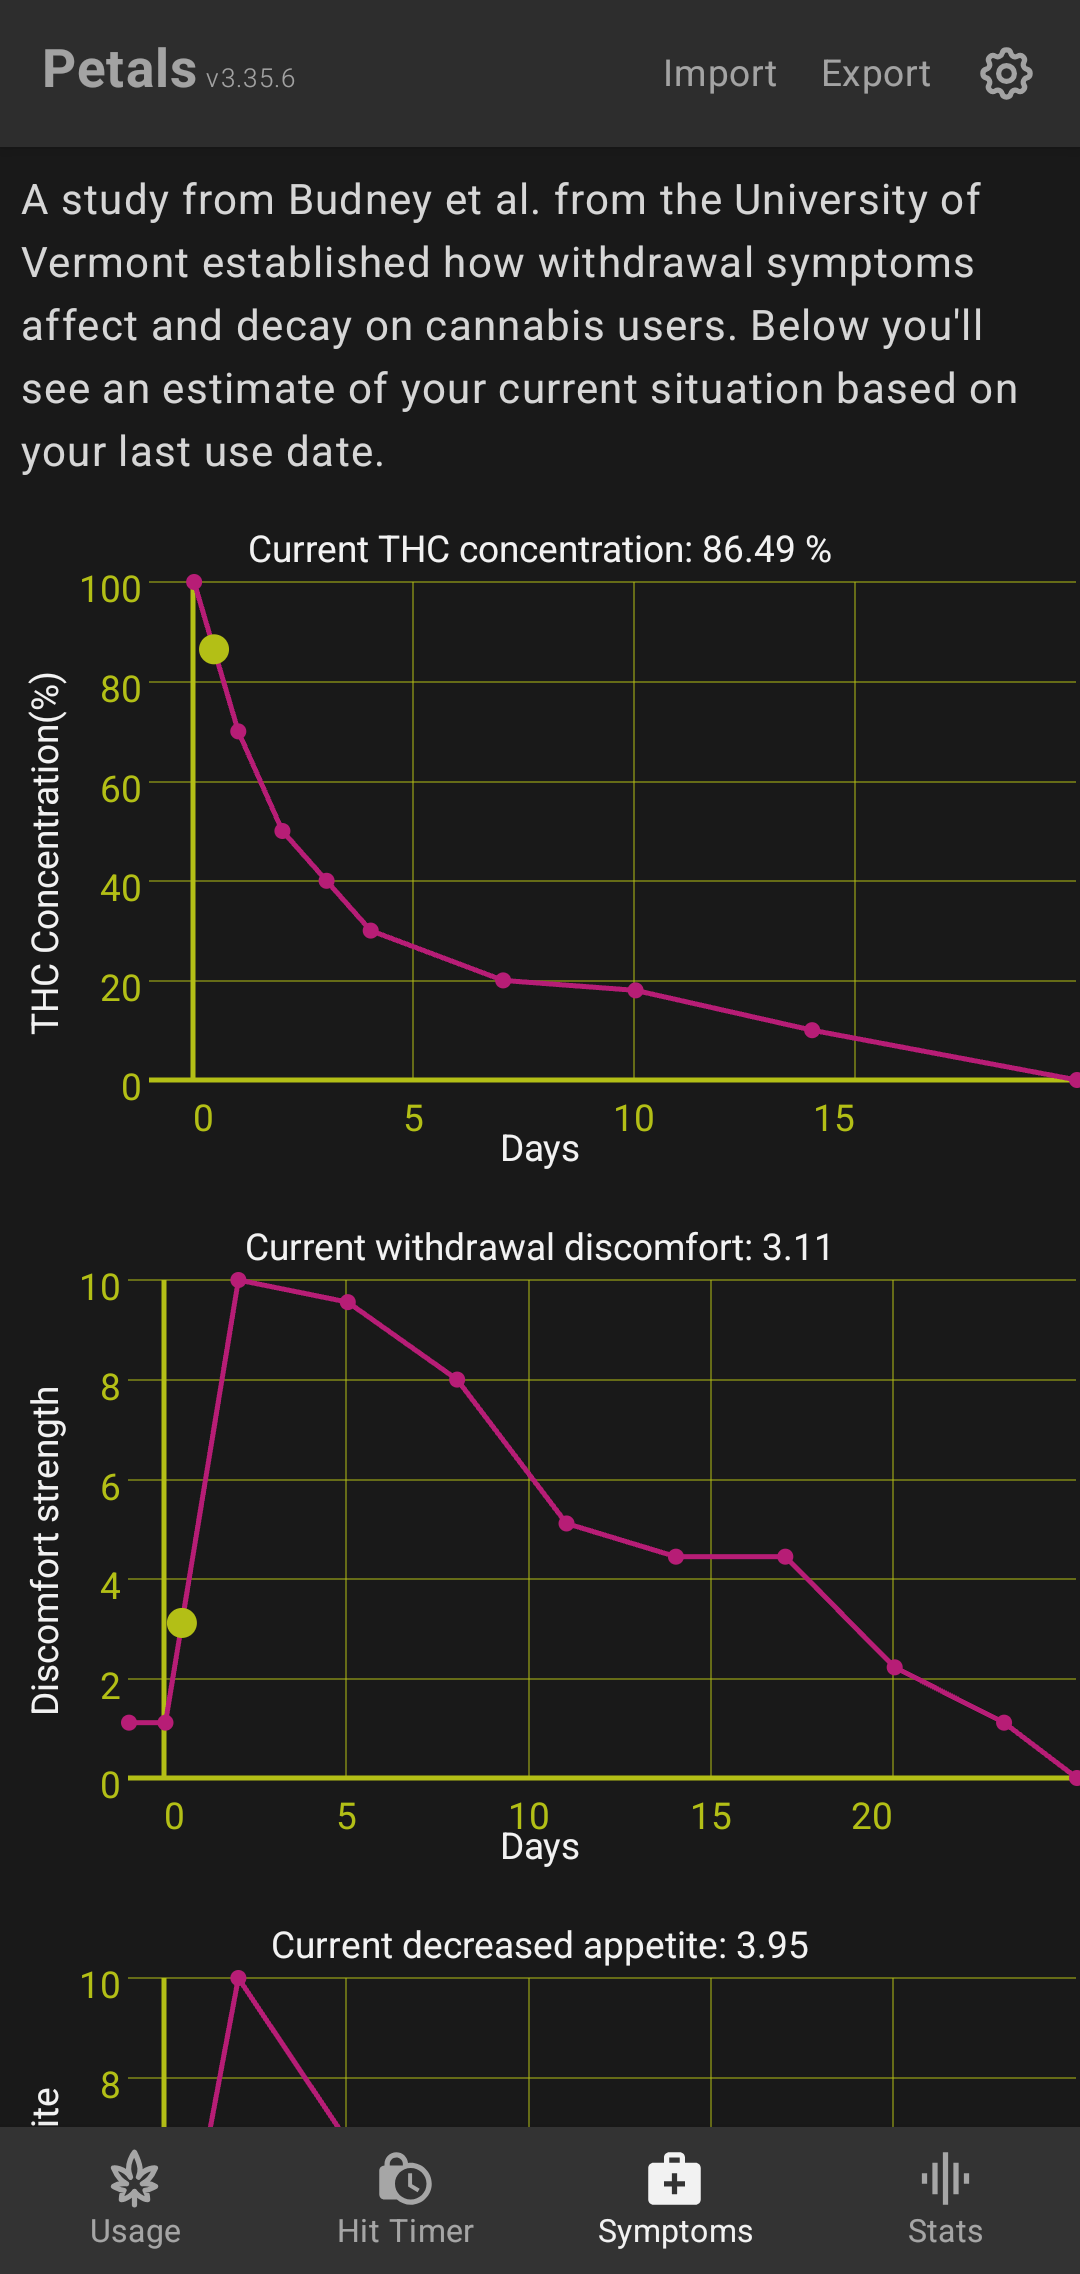 Petals v3.35.6 Import Export
A study from Budney et al. from the University of
Vermont established how withdrawal symptoms
affect and decay on cannabis users. Below you'll
see an estimate of your current situation based on
your last use date.
Current THC concentration: 86.49 %
THC Concentration(%)
100
80
60
40
20
0
0 5 10 15
Days
Current withdrawal discomfort: 3.11
Discomfort strength
10
8
6
4
2
0
0 5 10 15 20
Days
Current decreased appetite: 3.95
10
8
ite
Usage Hit Timer Symptoms Stats